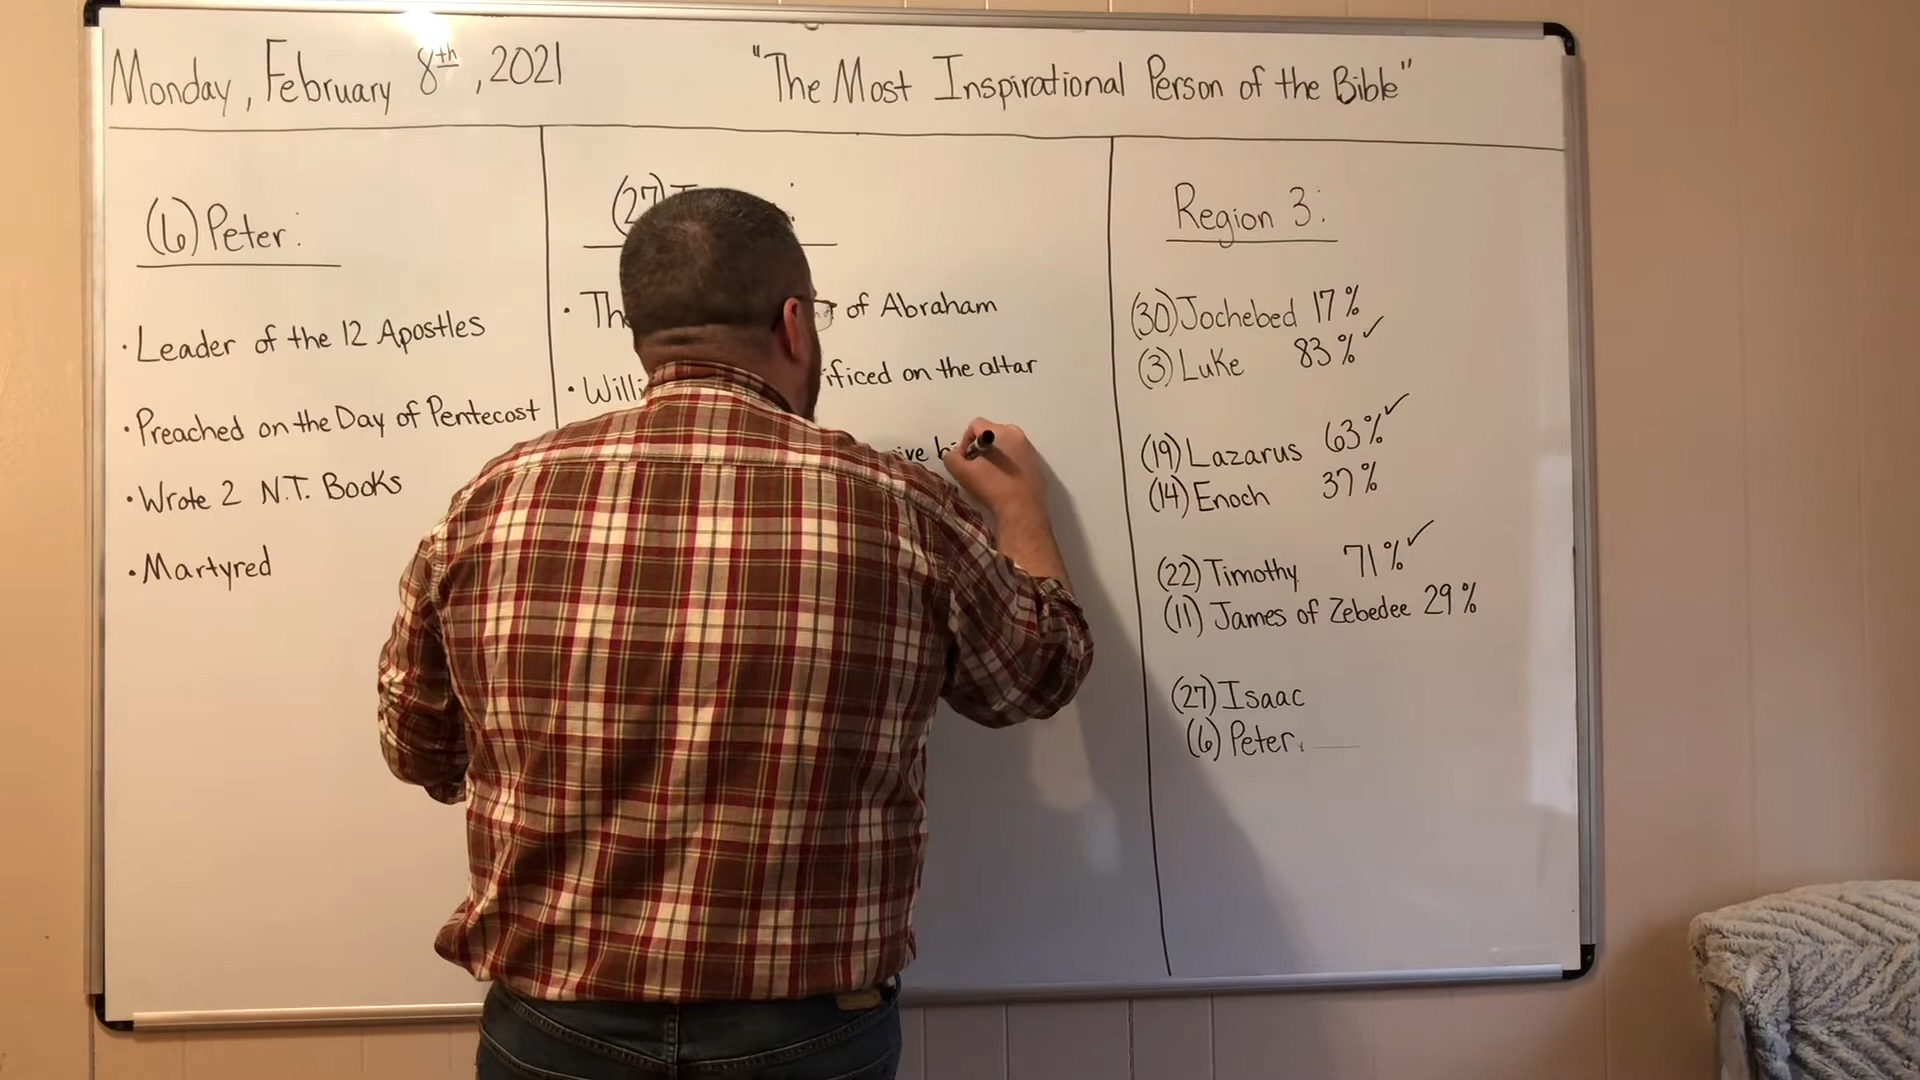 Monday, February 8th, 2021
"The Most Inspirational Person of the Bible"
(6) Peter:
• Leader of the 12 Apostles
• Preached on the Day of Pentecost
• Wrote 2 N.T. Books
• Martyred
(27)
• of Abraham
• on the altar
Region 3:
(30) Jochebed 17%
(3) Luke 83% ✓
(19) Lazarus 63% ✓
(14) Enoch 37%
(22) Timothy 71% ✓
(11) James of Zebedee 29%
(27) Isaac
(6) Peter